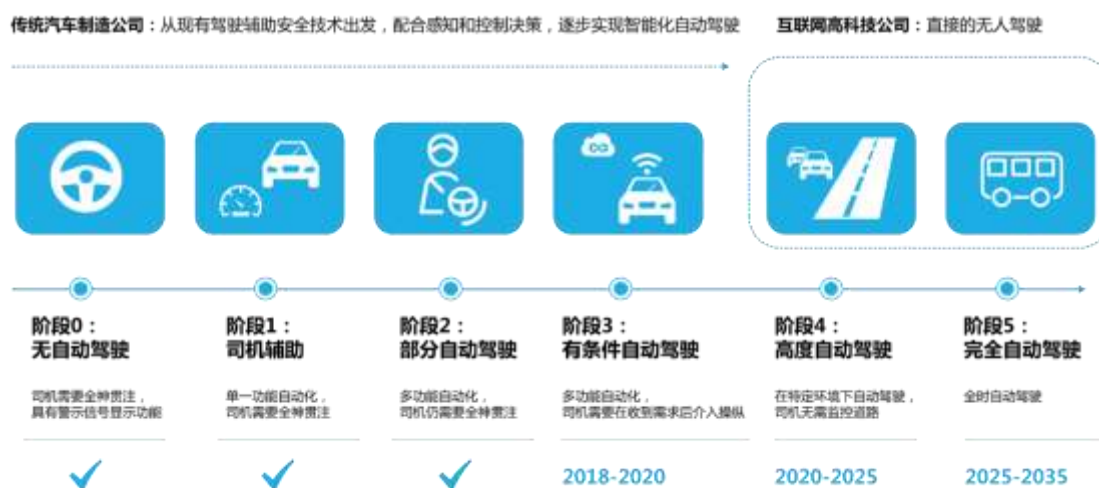 传统汽车制造公司：从现有驾驶辅助安全技术出发，配合感知和控制决策，逐步实现智能化自动驾驶
互联网高科技公司：直接的无人驾驶
阶段0：
无自动驾驶
司机需要全神贯注，
具有警示信号显示功能
阶段1：
司机辅助
单一功能自动化，
司机需要全神贯注
阶段2：
部分自动驾驶
多功能自动化，
司机仍需要全神贯注
阶段3：
有条件自动驾驶
多功能自动化，
司机需要在收到需求后介入操纵
2018-2020
阶段4：
高度自动驾驶
在特定环境下自动驾驶，
司机无需监控道路
2020-2025
阶段5：
完全自动驾驶
全时自动驾驶
2025-2035